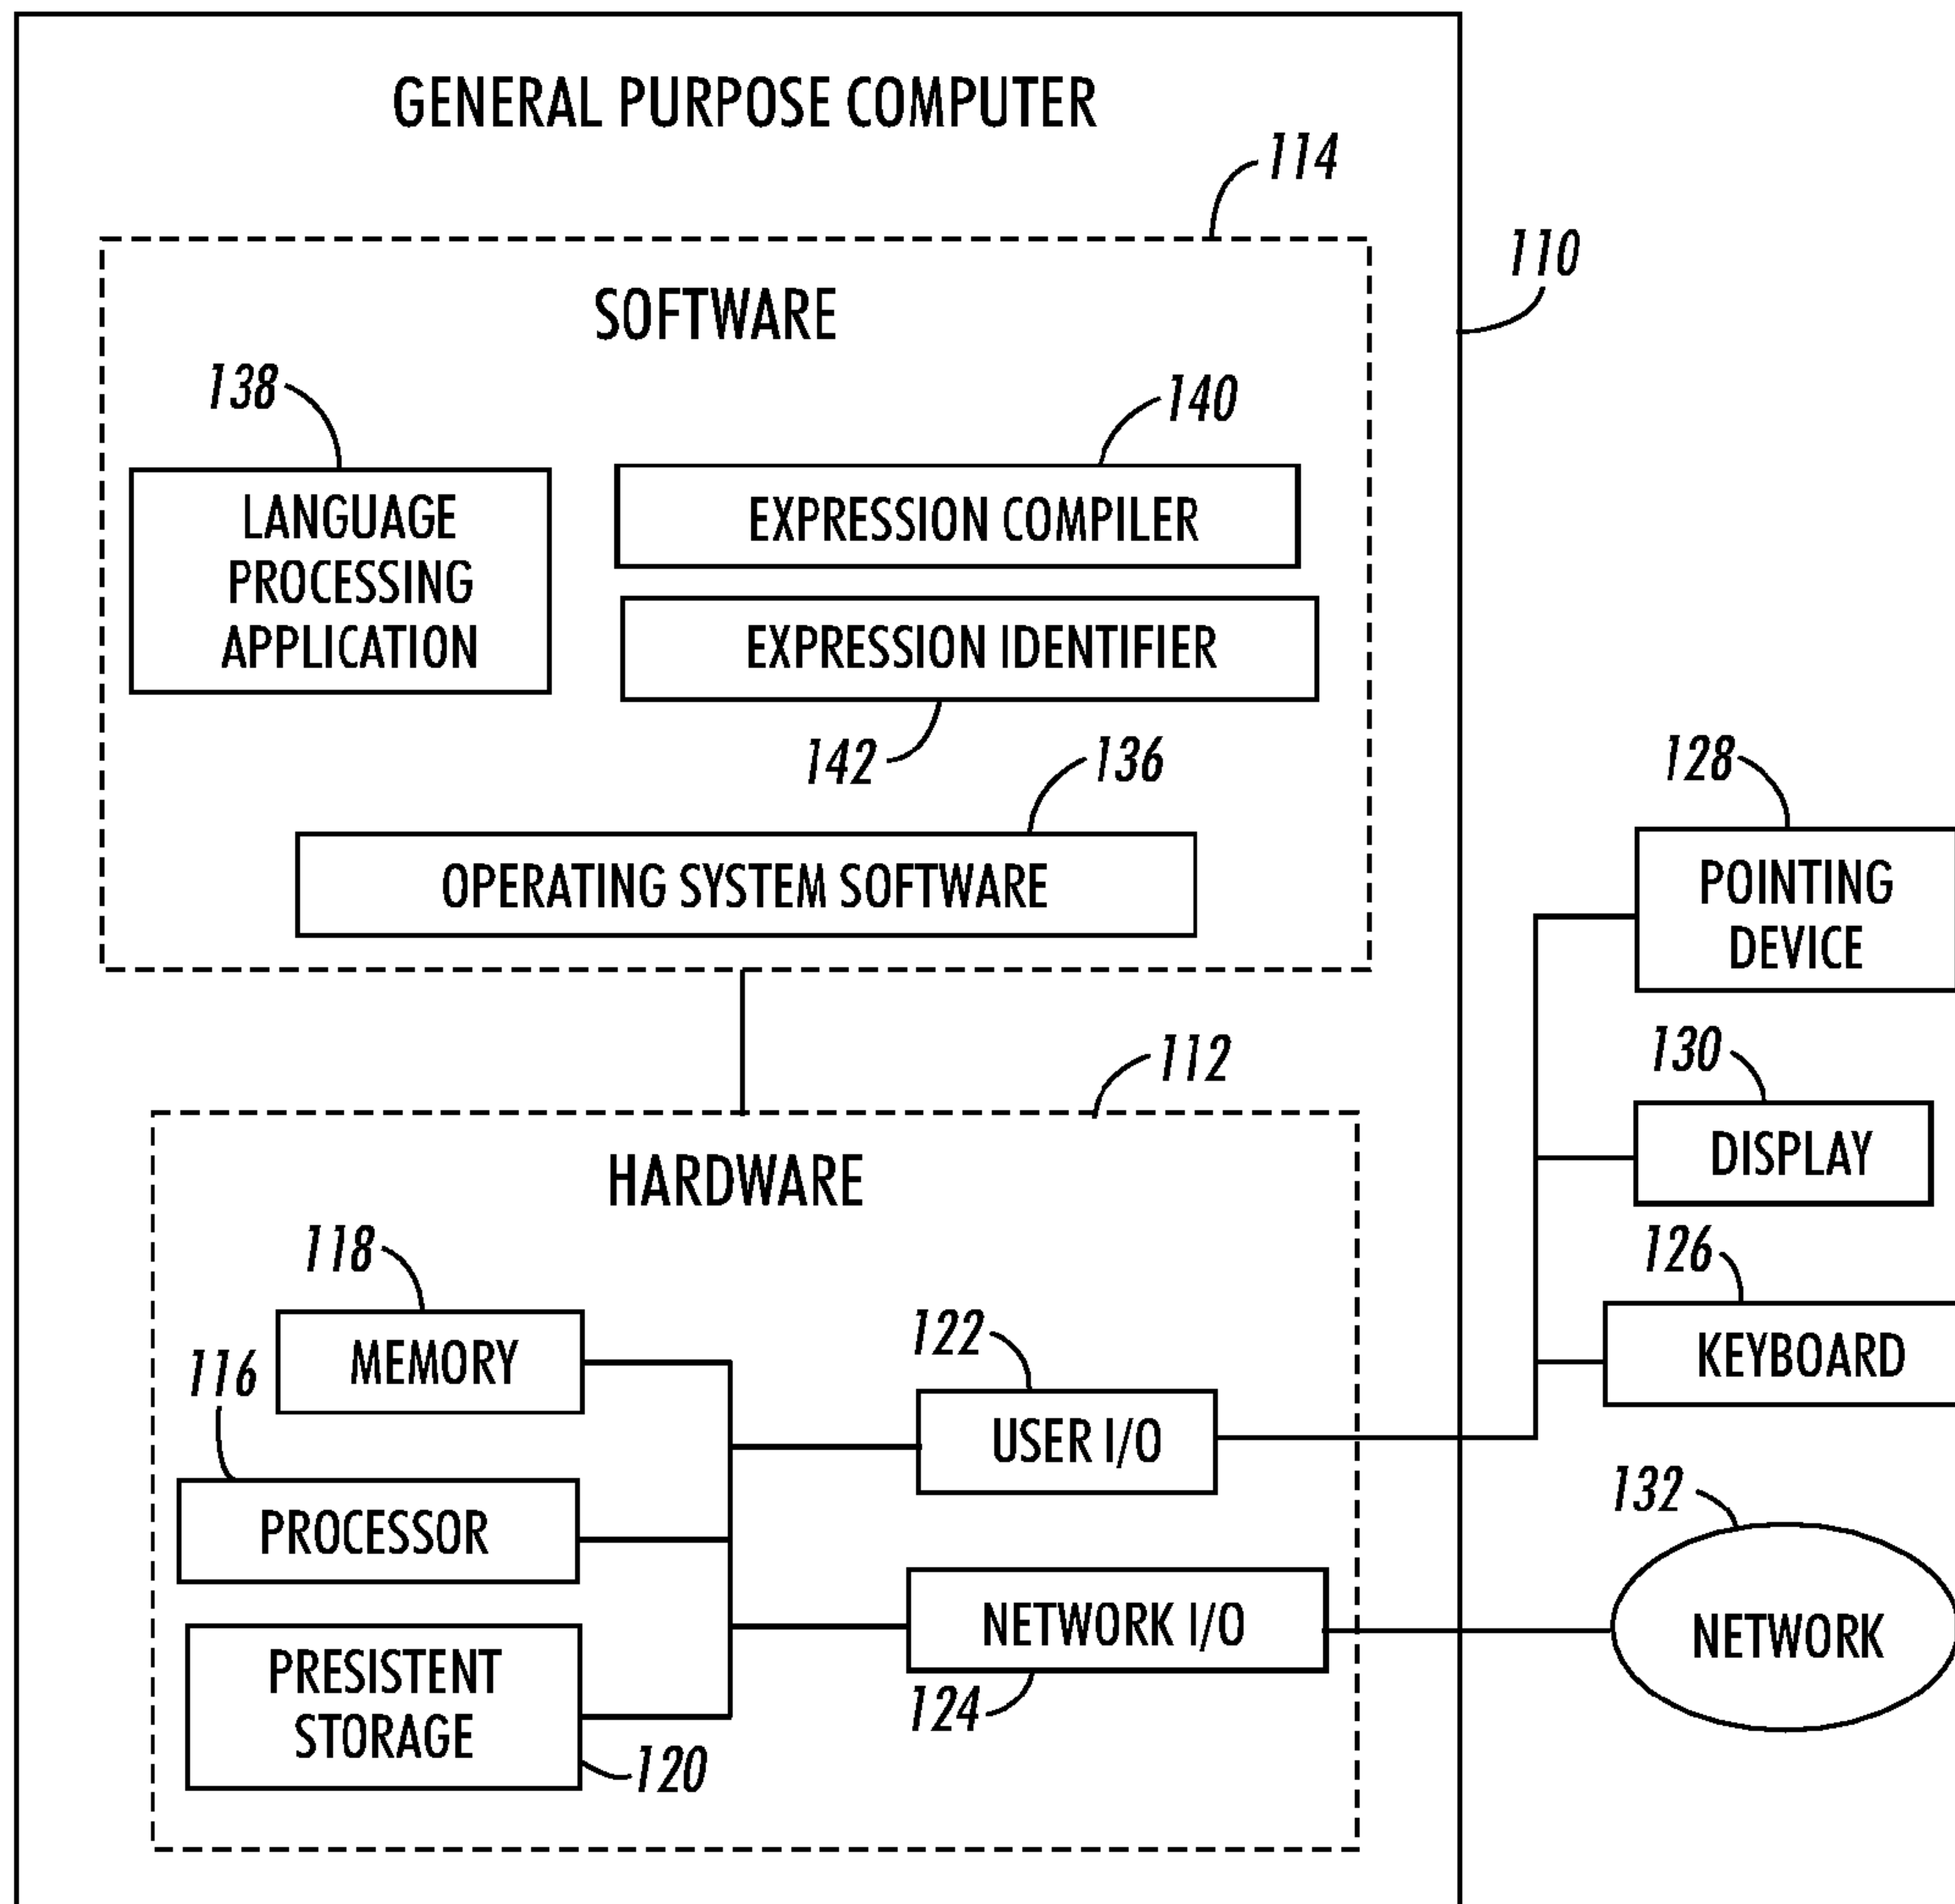 GENERAL PURPOSE COMPUTER
114
110
SOFTWARE
138
140
LANGUAGE
PROCESSING
APPLICATION
EXPRESSION COMPILER
EXPRESSION IDENTIFIER
142
136
OPERATING SYSTEM SOFTWARE
128
POINTING
DEVICE
112
130
DISPLAY
HARDWARE
118
MEMORY
126
KEYBOARD
122
USER I/O
116
PROCESSOR
132
NETWORK
NETWORK I/O
124
PRESISTENT
STORAGE
120